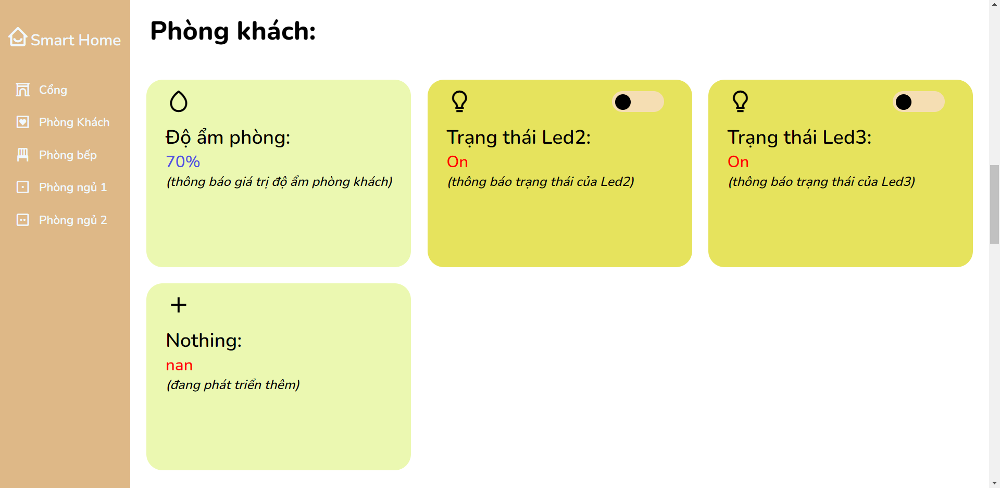 Smart Home
Cổng
Phòng Khách
Phòng bếp
Phòng ngủ 1
Phòng ngủ 2
Phòng khách:
Độ ẩm phòng:
70%
(thông báo giá trị độ ẩm phòng khách)
Trạng thái Led2:
On
(thông báo trạng thái của Led2)
Trạng thái Led3:
On
(thông báo trạng thái của Led3)
Nothing:
nan
(đang phát triển thêm)